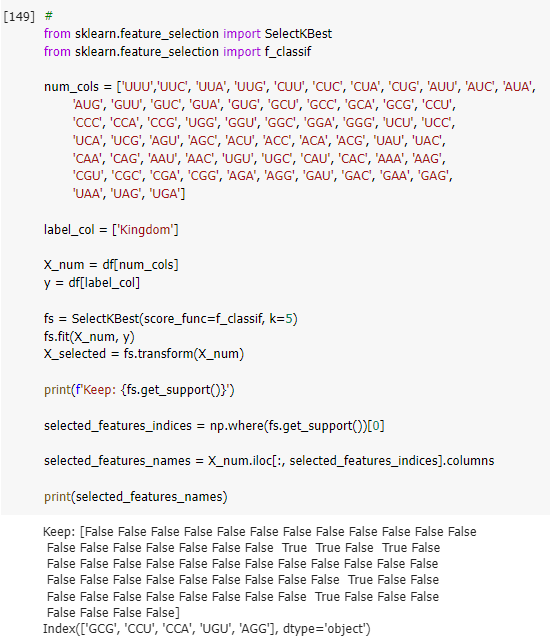 [149] #
from sklearn.feature_selection import SelectKBest
from sklearn.feature_selection import f_classif
num_cols = ['UUU','UUC', 'UUA', 'UUG', 'CUU', 'CUC', 'CUA', 'CUG', 'AUU', 'AUC', 'AUA',
'AUG', 'GUU', 'GUC', 'GUA', 'GUG', 'GCU', 'GCC', 'GCA', 'GCG', 'CCU',
'CCC', 'CCA', 'CCG', 'UGG', 'GGU', 'GGC', 'GGA', 'GGG', 'UCU', 'UCC',
'UCA', 'UCG', 'AGU', 'AGC', 'ACU', 'ACC', 'ACA', 'ACG', 'UAU', 'UAC',
'CAA', 'CAG', 'AAU', 'AAC', 'UGU', 'UGC', 'CAU', 'CAC', 'AAA', 'AAG',
'CGU', 'CGC', 'CGA', 'CGG', 'AGA', 'AGG', 'GAU', 'GAC', 'GAA', 'GAG',
'UAA', 'UAG', 'UGA']
label_col = ['Kingdom']
X_num = df[num_cols]
y = df[label_col]
fs = SelectKBest(score_func=f_classif, k=5)
fs.fit(X_num, y)
X_selected = fs.transform(X_num)
print(f'Keep: {fs.get_support()}')
selected_features_indices = np.where(fs.get_support())[0]
selected_features_names = X_num.iloc[:, selected_features_indices].columns
print(selected_features_names)
Keep: [False False False False False False False False False False False False
False False False False False False False True True False True False
False False False False False False False False False False False False
False False False False False False False False False True False False
False False False False False False False False True False False False
False False False False]
Index(['GCG', 'CCU', 'CCA', 'UGU', 'AGG'], dtype='object')